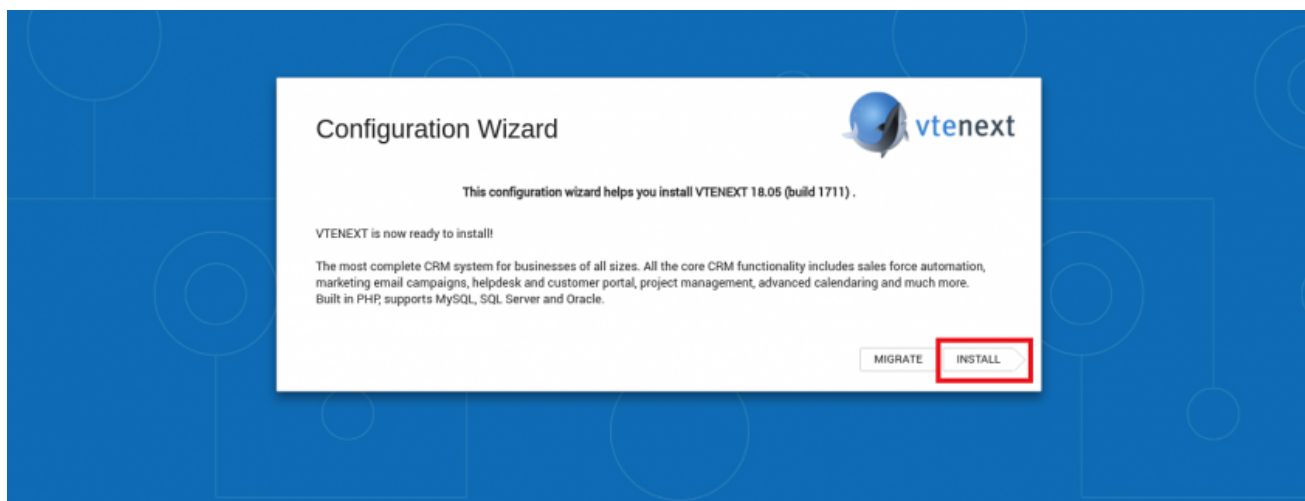 Configuration Wizard
vtenext
This configuration wizard helps you install VTENEXT 18.05 (build 1711) .
VTENEXT is now ready to install!
The most complete CRM system for businesses of all sizes. All the core CRM functionality includes sales force automation,
marketing email campaigns, helpdesk and customer portal, project management, advanced calendaring and much more.
Built in PHP, supports MySQL, SQL Server and Oracle.
MIGRATE INSTALL